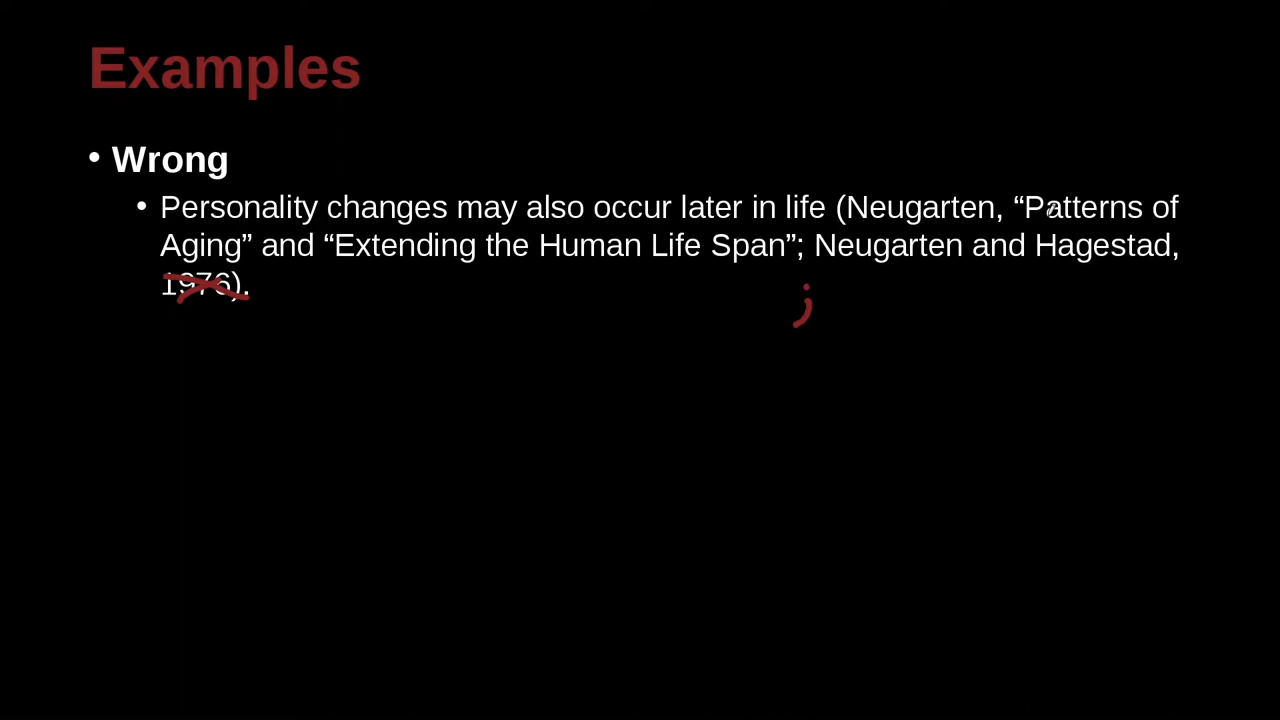 Examples
• Wrong
• Personality changes may also occur later in life (Neugarten, “Patterns of
Aging” and “Extending the Human Life Span”; Neugarten and Hagestad,
1976).
;